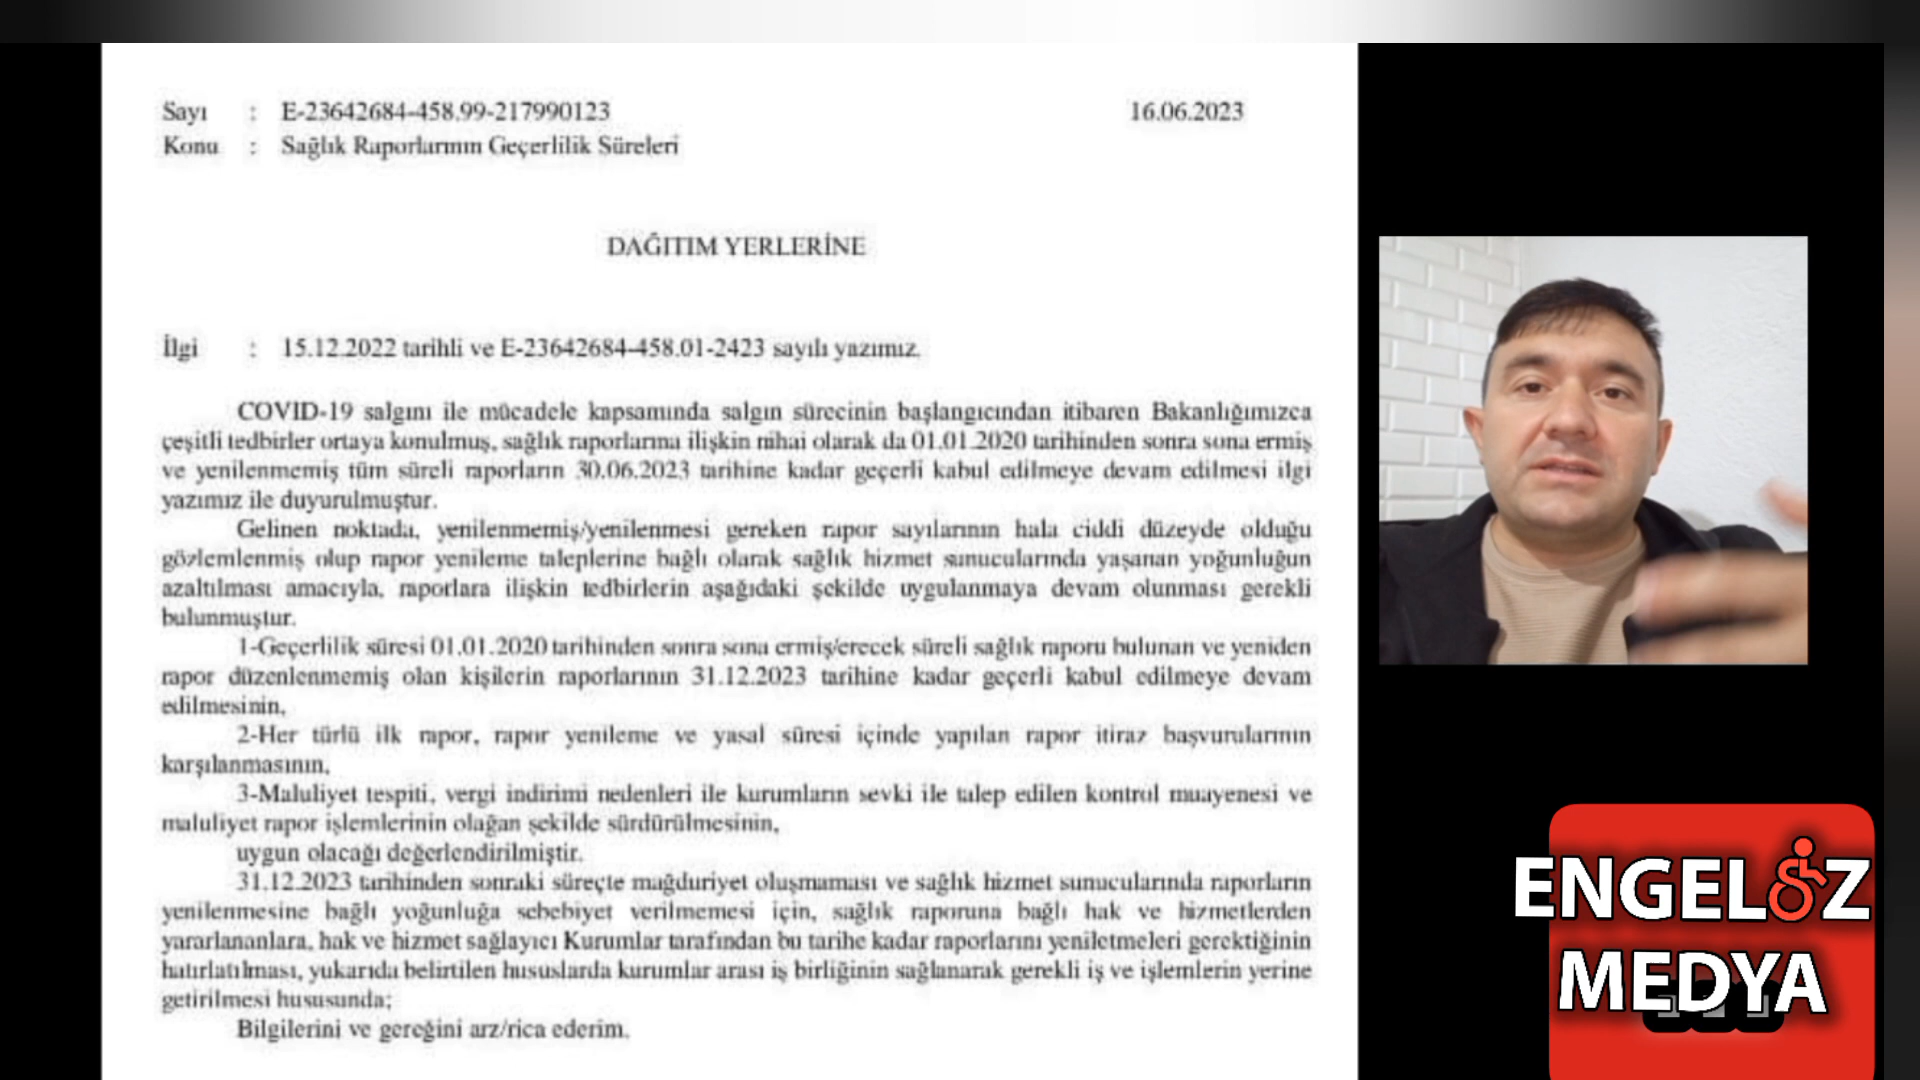 Sayı : E-23642684-458.99-217990123 16.06.2023
Konu : Sağlık Raporlarının Geçerlilik Süreleri
DAĞITIM YERLERİNE
İlgi : 15.12.2022 tarihli ve E-23642684-458.01-2423 sayılı yazımız.
COVID-19 salgını ile mücadele kapsamında salgın sürecinin başlangıcından itibaren Bakanlığımızca
çeşitli tedbirler ortaya konulmuş, sağlık raporlarına ilişkin nihai olarak da 01.01.2020 tarihinden sonra sona ermiş
ve yenilenmemiş tüm süreli raporların 30.06.2023 tarihine kadar geçerli kabul edilmeye devam edilmesi ilgi
yazımız ile duyurulmuştur.
Gelinen noktada, yenilenmemiş/yenilenmesi gereken rapor sayılarının hala ciddi düzeyde olduğu
gözlemlenmiş olup rapor yenileme taleplerine bağlı olarak sağlık hizmet sunucularında yaşanan yoğunluğun
azaltılması amacıyla, raporlara ilişkin tedbirlerin aşağıdaki şekilde uygulanmaya devam olunması gerekli
bulunmuştur.
1-Geçerlilik süresi 01.01.2020 tarihinden sonra sona ermiş/erecek süreli sağlık raporu bulunan ve yeniden
rapor düzenlenmemiş olan kişilerin raporlarının 31.12.2023 tarihine kadar geçerli kabul edilmeye devam
edilmesinin,
2-Her türlü ilk rapor, rapor yenileme ve yasal süresi içinde yapılan rapor itiraz başvurularının
karşılanmasının,
3-Maluliyet tespiti, vergi indirimi nedenleri ile kurumların sevki ile talep edilen kontrol muayenesi ve
maluliyet rapor işlemlerinin olağan şekilde sürdürülmesinin,
uygun olacağı değerlendirilmiştir.
31.12.2023 tarihinden sonraki süreçte mağduriyet oluşmaması ve sağlık hizmet sunucularında raporların
yenilenmesine bağlı yoğunluğa sebebiyet verilmemesi için, sağlık raporuna bağlı hak ve hizmetlerden
yararlananlara, hak ve hizmet sağlayıcı Kurumlar tarafından bu tarihe kadar raporlarını yeniletmeleri gerektiğinin
hatırlatılması, yukarıda belirtilen hususlarda kurumlar arası iş birliğinin sağlanarak gerekli iş ve işlemlerin yerine
getirilmesi hususunda;
Bilgilerini ve gereğini arz/rica ederim.
ENGELSİZ
MEDYA